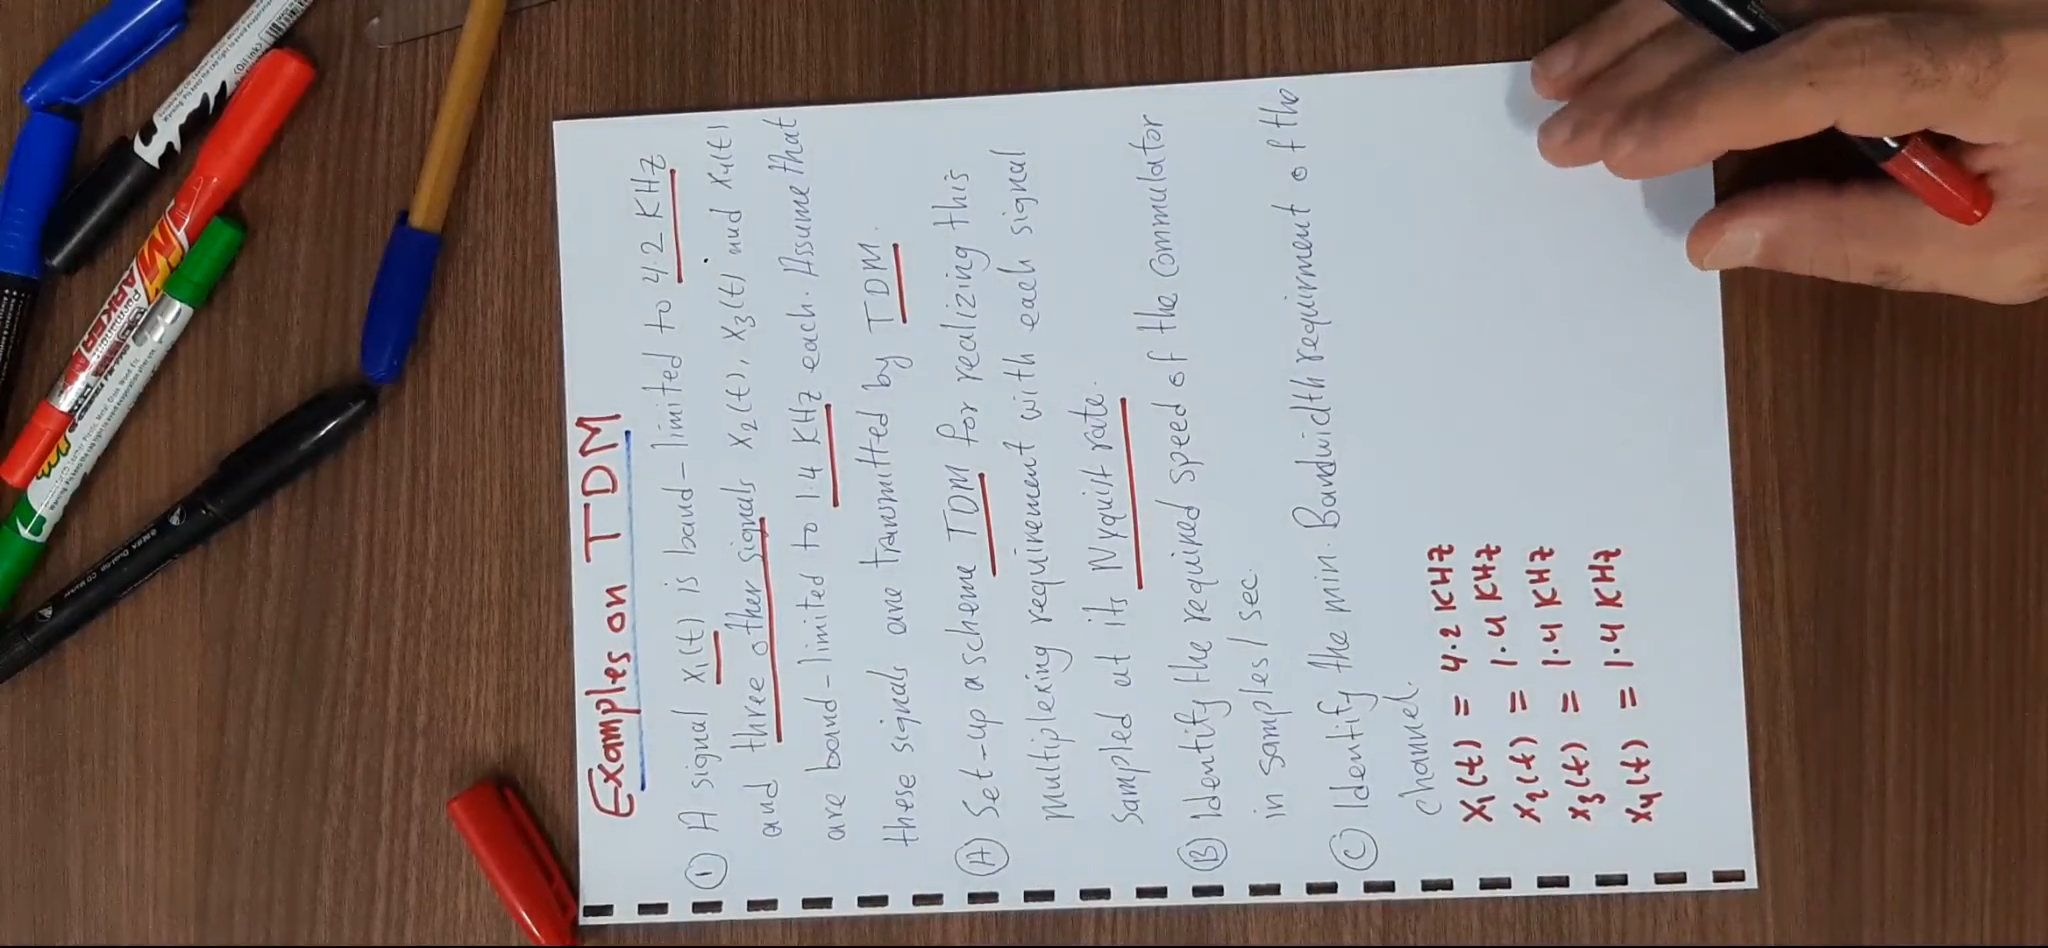 Examples on TDM
① A signal x₁(t) is band-limited to 4.2 KHz
and three other signals x₂(t), x₃(t) and x₄(t)
are band-limited to 1.4 KHz each. Assume that
these signals are transmitted by TDM.
Ⓐ Set-up a scheme TDM for realizing this
multiplexing requirement with each signal
sampled at its Nyquist rate.
Ⓑ Identify the required speed of the commulator
in samples/sec.
Ⓒ Identify the min. Bandwidth requirment of the
channel.
x₁(t) = 4.2 KHz
x₂(t) = 1.4 KHz
x₃(t) = 1.4 KHz
x₄(t) = 1.4 KHz